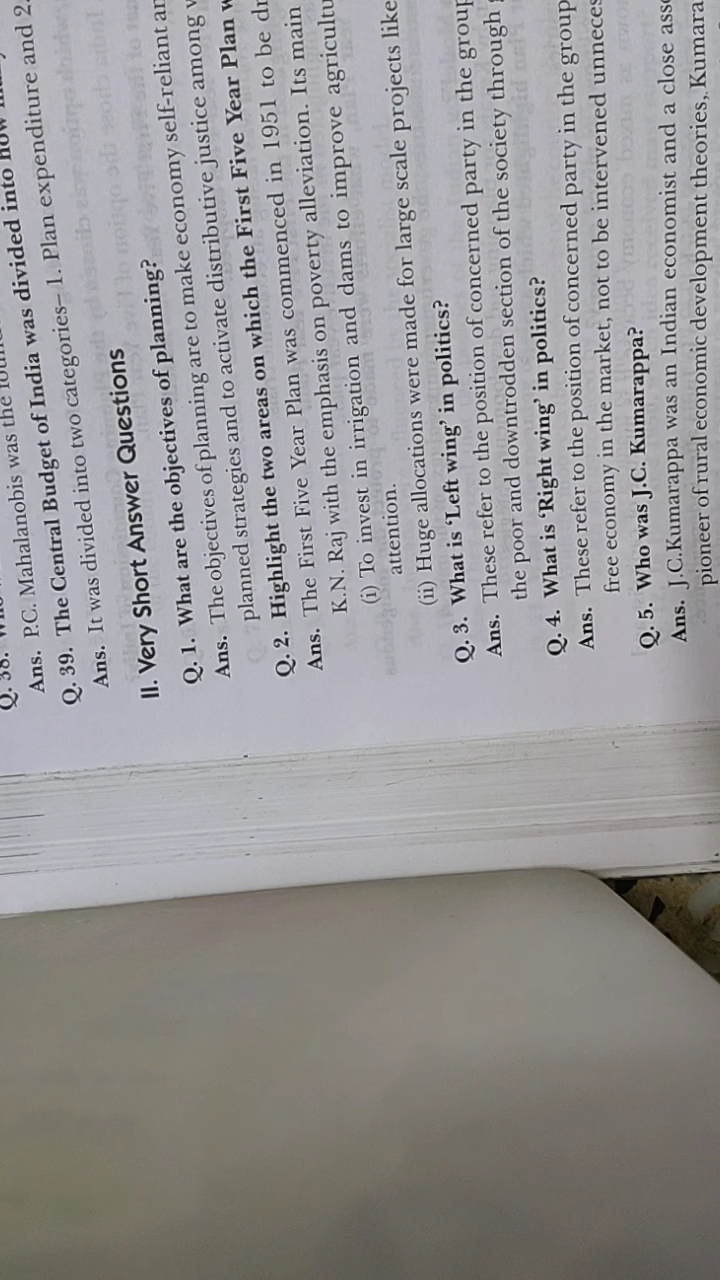 Ans. P.C. Mahalanobis was the
Q. 39. The Central Budget of India was divided into how
Ans. It was divided into two categories– 1. Plan expenditure and 2.
II. Very Short Answer Questions
Q. 1. What are the objectives of planning?
Ans. The objectives of planning are to make economy self-reliant
planned strategies and to activate distributive justice among
Q. 2. Highlight the two areas on which the First Five Year Plan
Ans. The First Five Year Plan was commenced in 1951 to be
K.N. Raj with the emphasis on poverty alleviation. Its main
(i) To invest in irrigation and dams to improve
attention.
(ii) Huge allocations were made for large scale projects like
Q. 3. What is ‘Left wing’ in politics?
Ans. These refer to the position of concerned party in the
the poor and downtrodden section of the society through
Q. 4. What is ‘Right wing’ in politics?
Ans. These refer to the position of concerned party in the group
free economy in the market, not to be intervened
Q. 5. Who was J.C. Kumarappa?
Ans. J.C.Kumarappa was an Indian economist and a close
pioneer of rural economic development theories,